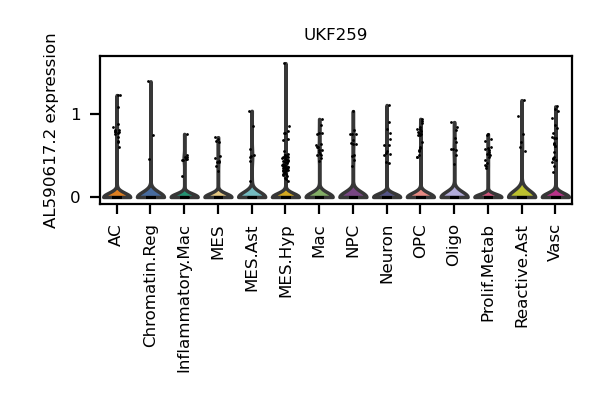 UKF259
AL590617.2 expression
1
0
AC
Chromatin.Reg
Inflammatory.Mac
MES
MES.Ast
MES.Hyp
Mac
NPC
Neuron
OPC
Oligo
Prolif.Metab
Reactive.Ast
Vasc